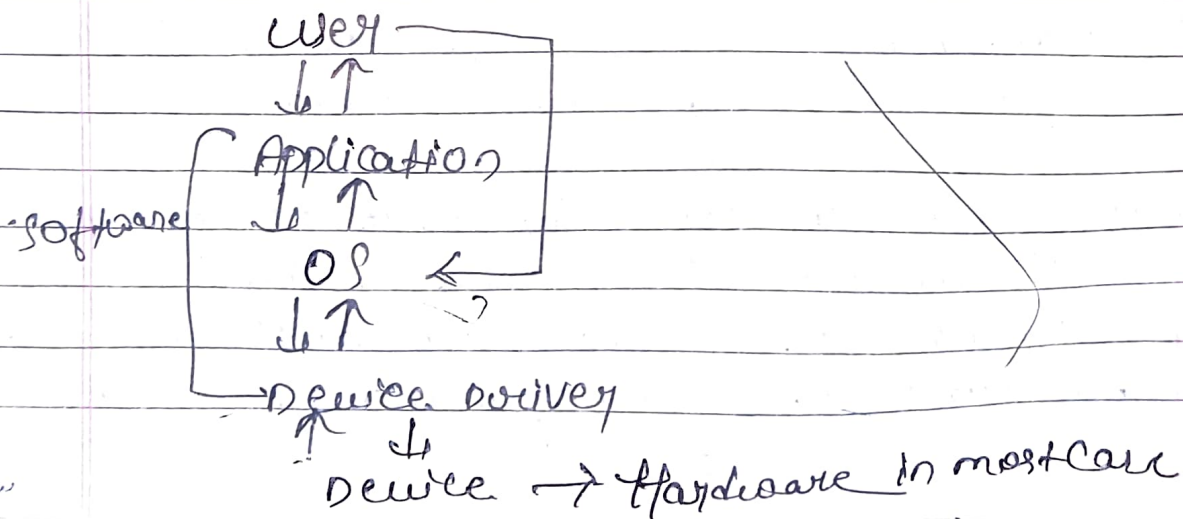 User
Application
Software
OS
Device Driver
Device → Hardware in most Case